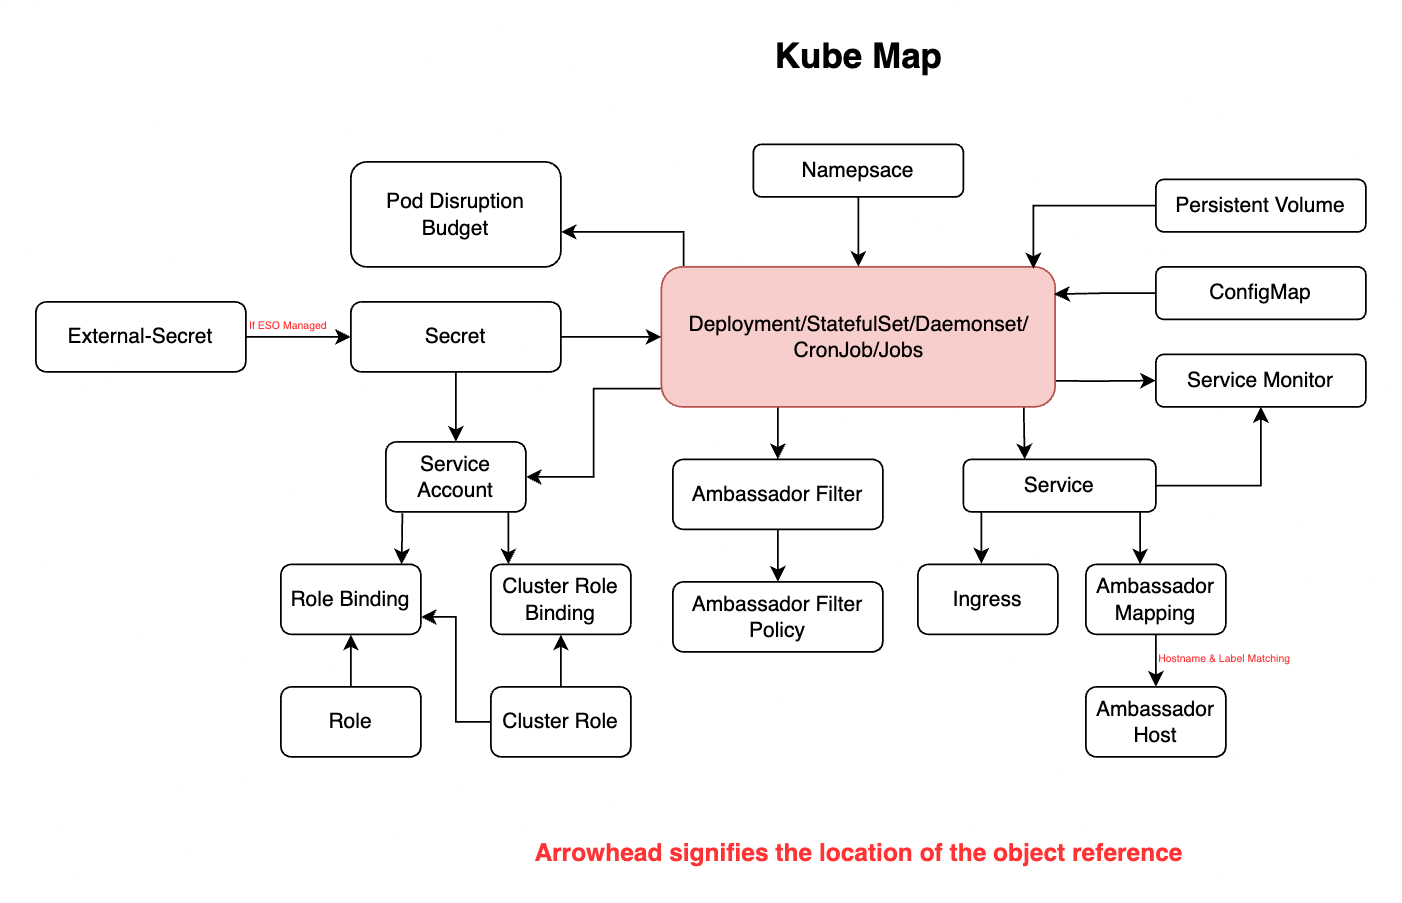 Kube Map
Namepsace
Pod Disruption
Budget
Persistent Volume
ConfigMap
External-Secret
If ESO Managed
Secret
Deployment/StatefulSet/Daemonset/
CronJob/Jobs
Service Monitor
Service
Account
Ambassador Filter
Service
Role Binding
Cluster Role
Binding
Ambassador Filter
Policy
Ingress
Ambassador
Mapping
Hostname & Label Matching
Role
Cluster Role
Ambassador
Host
Arrowhead signifies the location of the object reference